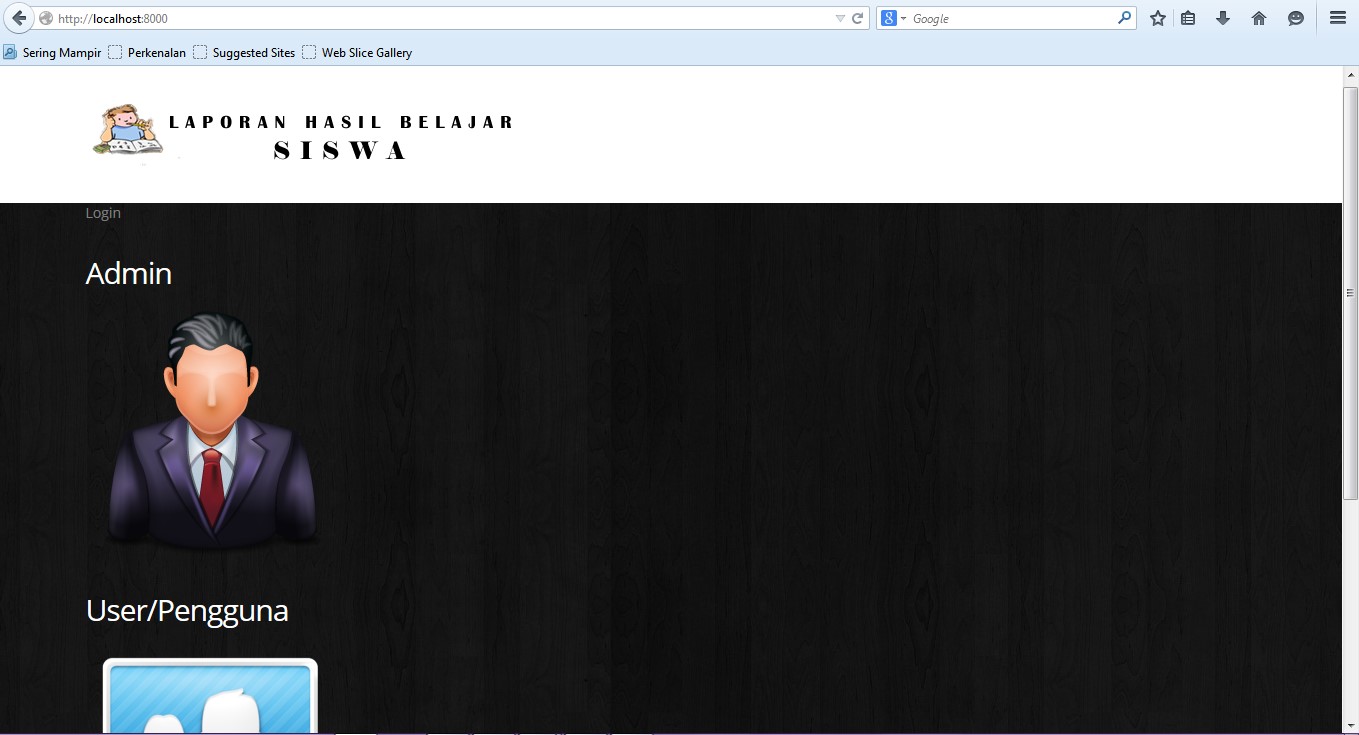 http://localhost:8000
Google
Sering Mampir Perkenalan Suggested Sites Web Slice Gallery
LAPORAN HASIL BELAJAR
SISWA
Login
Admin
User/Pengguna